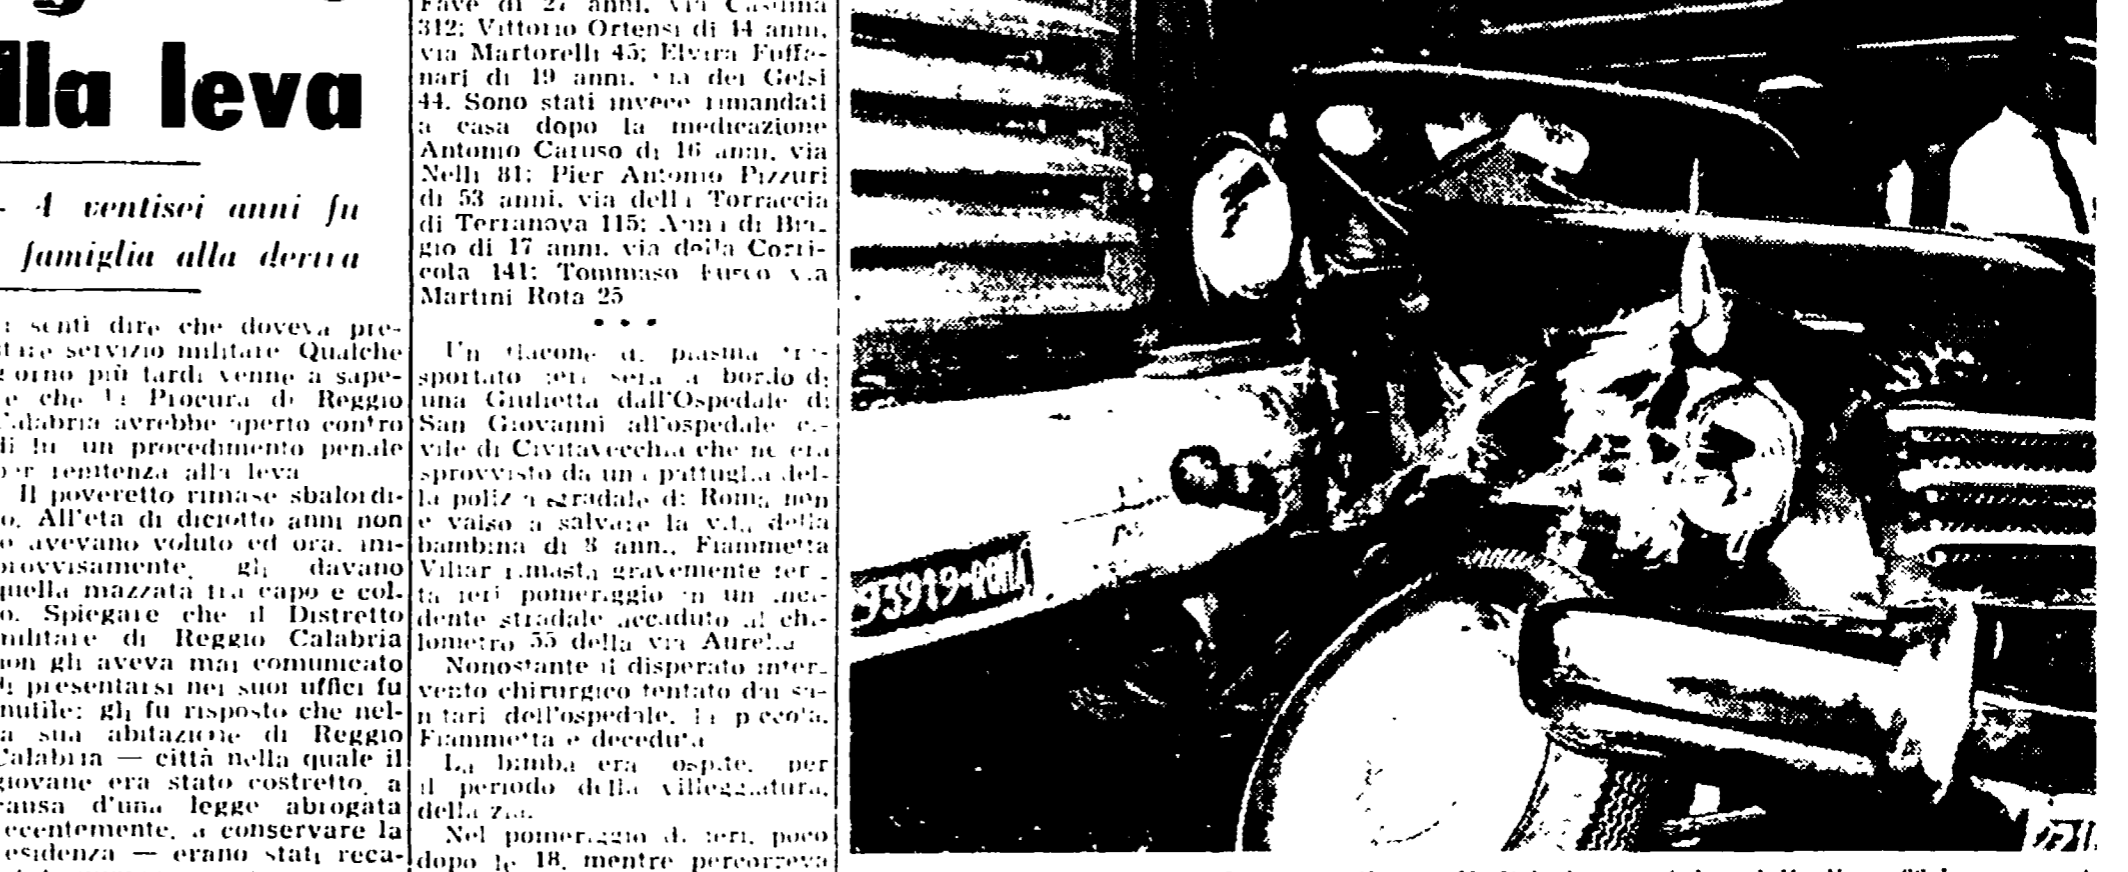 lla leva
A ventisei anni fu
famiglia alla deriva
sentì dire che doveva pre-
stare servizio militare Qualche
giorno più tardi venne a sape-
re che la Procura di Reggio
Calabria avrebbe aperto contro
di lui un procedimento penale
per renitenza alla leva
Il poveretto rimase sbalordi-
o. All'età di diciotto anni non
avevano voluto ed ora, im-
provvisamente, gli davano
quella mazzata tra capo e col-
o. Spiegare che il Distretto
militare di Reggio Calabria
non gli aveva mai comunicato
di presentarsi nei suoi uffici fu
inutile: gli fu risposto che nel-
la sua abitazione di Reggio
Calabria — città nella quale il
giovane era stato costretto, a
causa d'una legge abrogata
recentemente, a conservare la
residenza — erano stati reca-
Fave di 27 anni, via Casilina
312; Vittorio Ortensi di 14 anni,
via Martorelli 45; Elvira Foffa-
nari di 19 anni, via dei Gelsi
44. Sono stati invece rimandati
a casa dopo la medicazione
Antonio Caruso di 16 anni, via
Nelli 81; Pier Antonio Pizzuri
di 53 anni, via della Torraccia
di Terranova 115; Anna di Bia-
gio di 17 anni, via della Corri-
cola 141; Tommaso Furco via
Martini Rota 25
• • •
Un flacone di plasma tra-
sportato ieri sera a bordo di
una Giulietta dall'Ospedale di
San Giovanni all'ospedale ci-
vile di Civitavecchia che ne era
sprovvisto da una pattuglia del-
la polizia stradale di Roma non
è valso a salvare la vita della
bambina di 8 anni, Fiammetta
Villar rimasta gravemente feri-
ta ieri pomeriggio in un inci-
dente stradale accaduto al chi-
lometro 55 della via Aurelia
Nonostante il disperato inter-
vento chirurgico tentato dai sa-
nitari dell'ospedale, la piccola,
Fiammetta è deceduta
La bimba era ospite, per
il periodo della villeggiatura,
della zia.
Nel pomeriggio di ieri, poco
dopo le 18, mentre percorreva
93919·ROMA